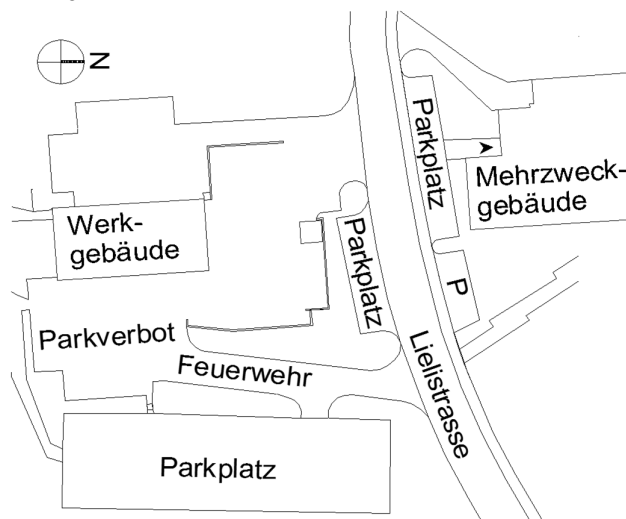 N
Parkplatz
Mehrzweck-
gebäude
Werk-
gebäude
Parkplatz
P
Parkverbot
Feuerwehr
Lielistrasse
Parkplatz